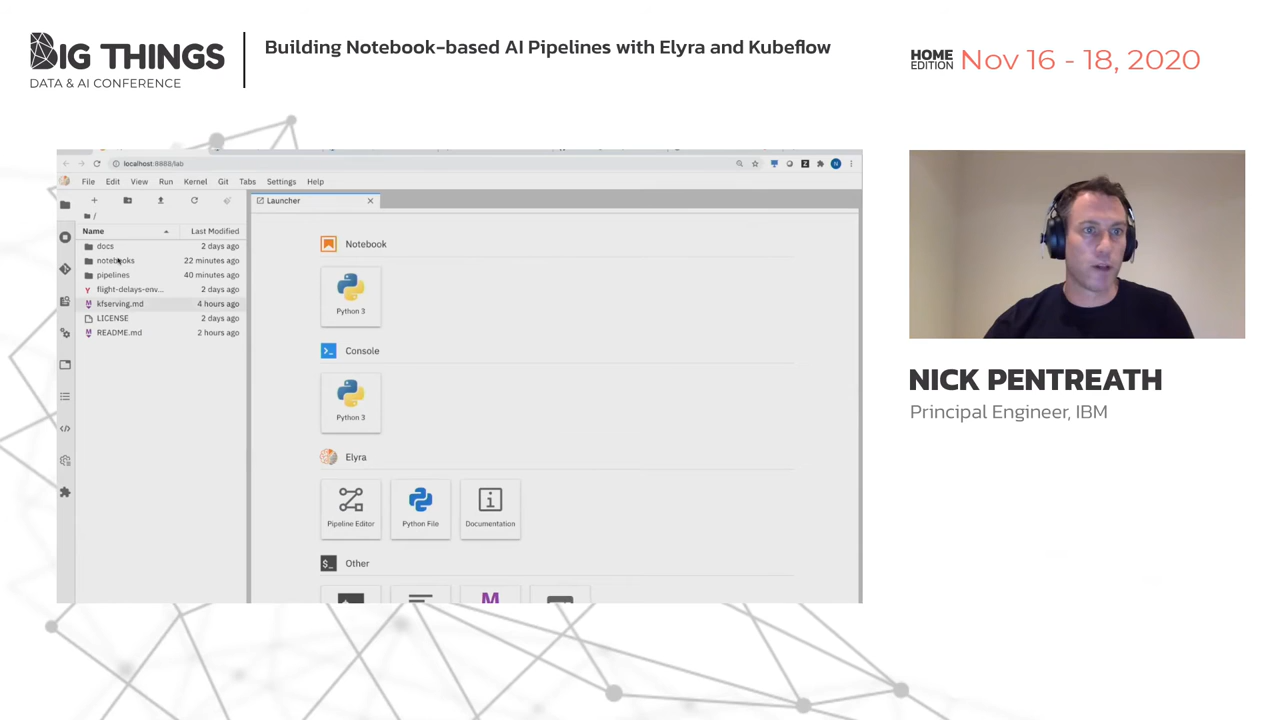 BIG THINGS
DATA & AI CONFERENCE
Building Notebook-based AI Pipelines with Elyra and Kubeflow
HOME
EDITION
Nov 16 - 18, 2020
localhost:8888/lab
File Edit View Run Kernel Git Tabs Settings Help
Launcher
/
Name Last Modified
docs 2 days ago
notebooks 22 minutes ago
pipelines 40 minutes ago
flight-delays-env... 2 days ago
kfserving.md 4 hours ago
LICENSE 2 days ago
README.md 2 hours ago
Notebook
Python 3
Console
Python 3
Elyra
Pipeline Editor
Python File
Documentation
$_ Other
M
NICK PENTREATH
Principal Engineer, IBM